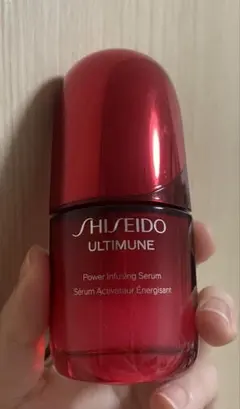 SHISEIDO
ULTIMUNE
Power Infusing Serum
Sérum Activateur Énergisant